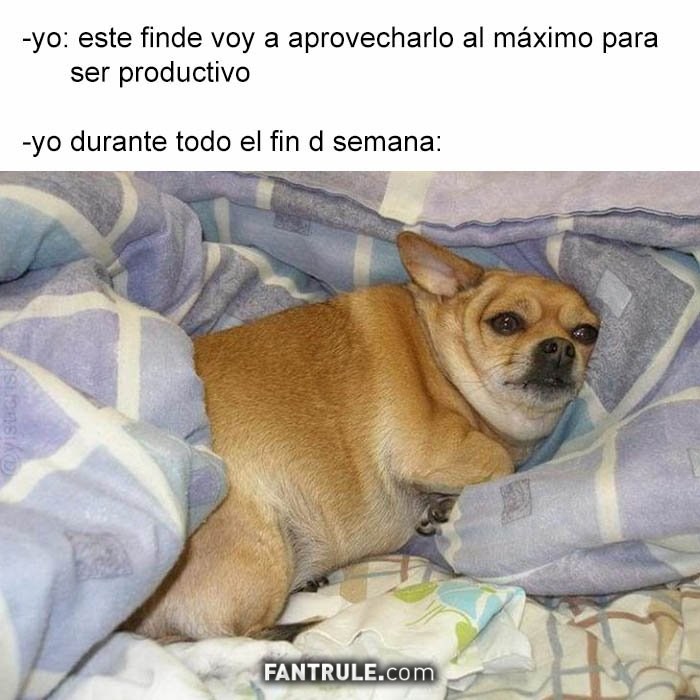 -yo: este finde voy a aprovecharlo al máximo para
ser productivo
-yo durante todo el fin d semana:
FANTRULE.com